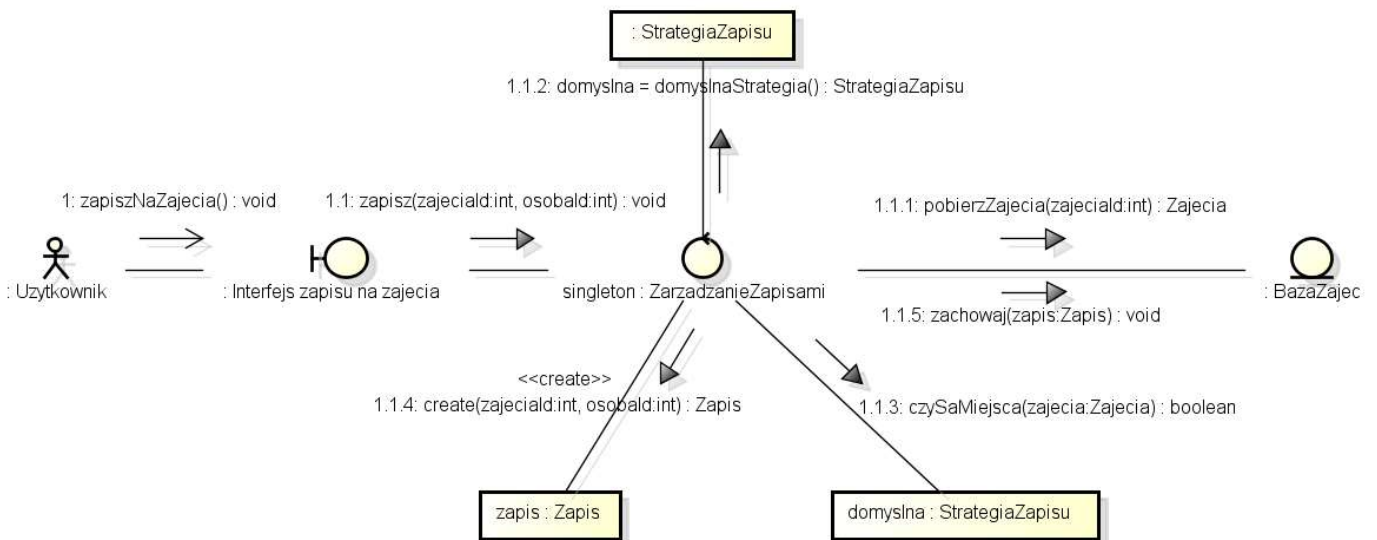 : StrategiaZapisu
1.1.2: domyslna = domyslnaStrategia() : StrategiaZapisu
1: zapiszNaZajecia() : void
1.1: zapisz(zajeciaId:int, osobaId:int) : void
1.1.1: pobierzZajecia(zajeciaId:int) : Zajecia
: Uzytkownik
: Interfejs zapisu na zajecia
singleton : ZarzadzanieZapisami
: BazaZajec
1.1.5: zachowaj(zapis:Zapis) : void
<<create>>
1.1.4: create(zajeciaId:int, osobaId:int) : Zapis
1.1.3: czySaMiejsca(zajecia:Zajecia) : boolean
zapis : Zapis
domyslna : StrategiaZapisu